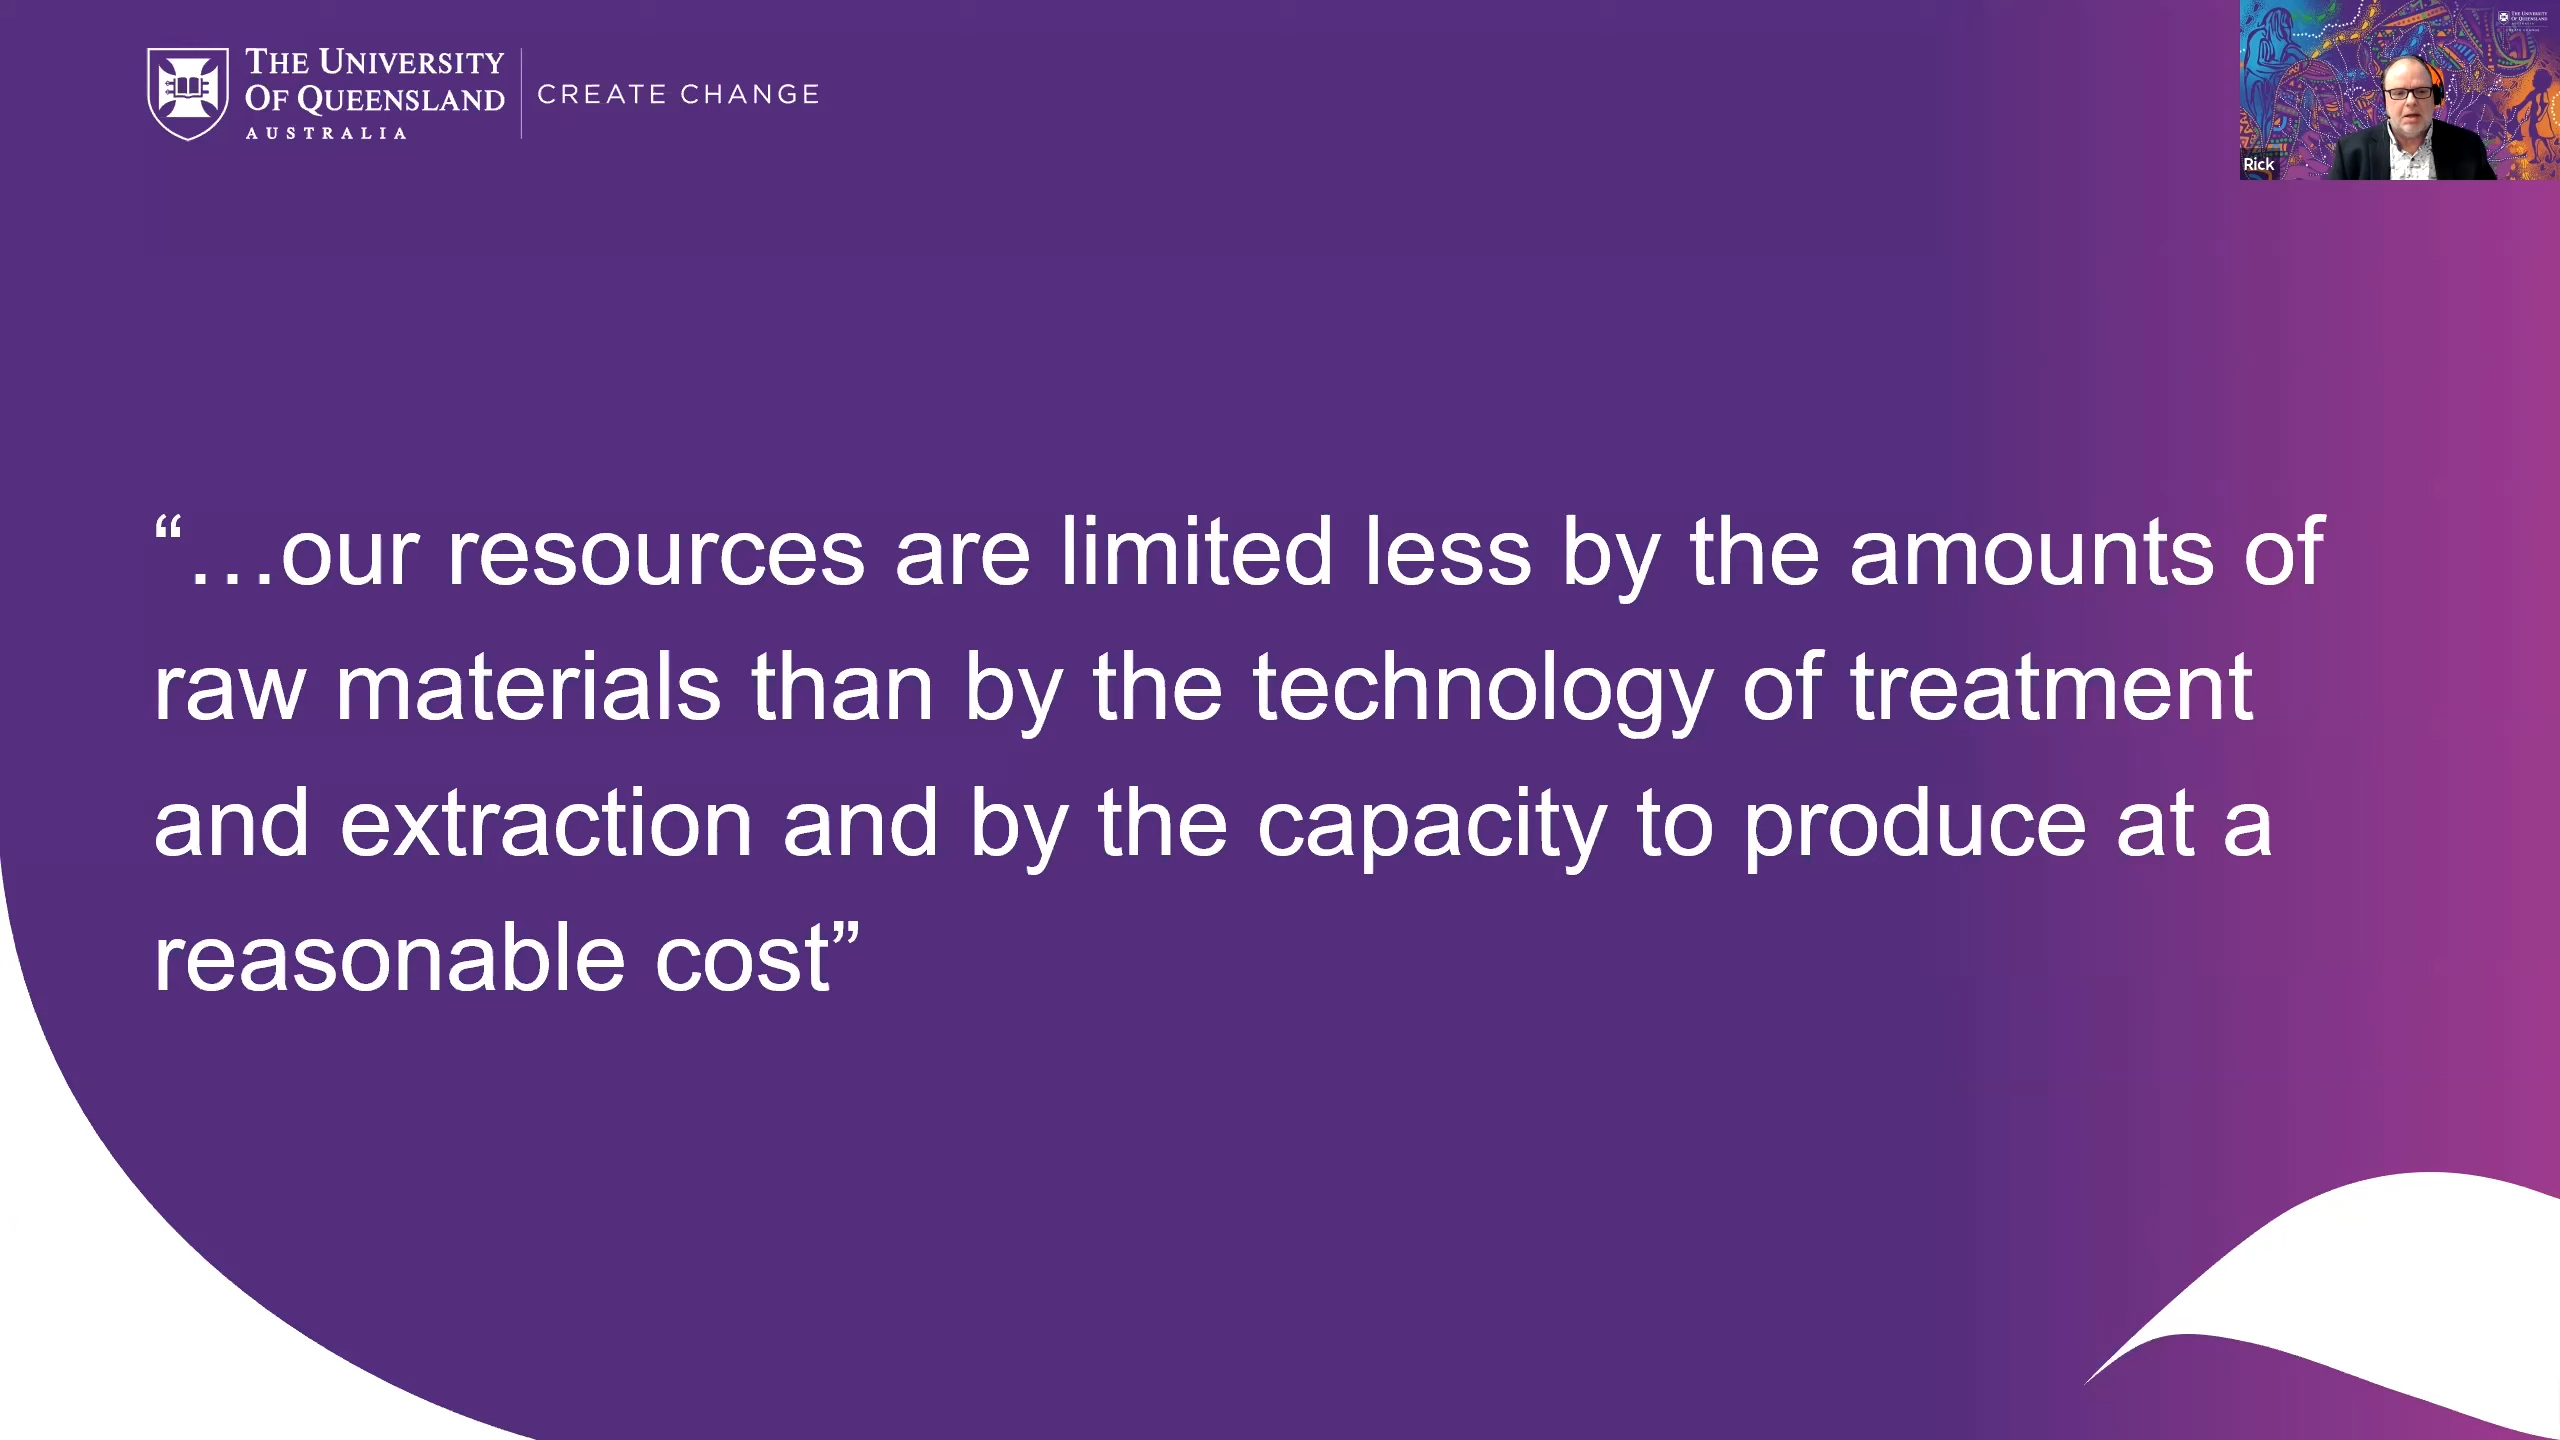 THE UNIVERSITY
OF QUEENSLAND
AUSTRALIA
CREATE CHANGE
Rick
“…our resources are limited less by the amounts of
raw materials than by the technology of treatment
and extraction and by the capacity to produce at a
reasonable cost”